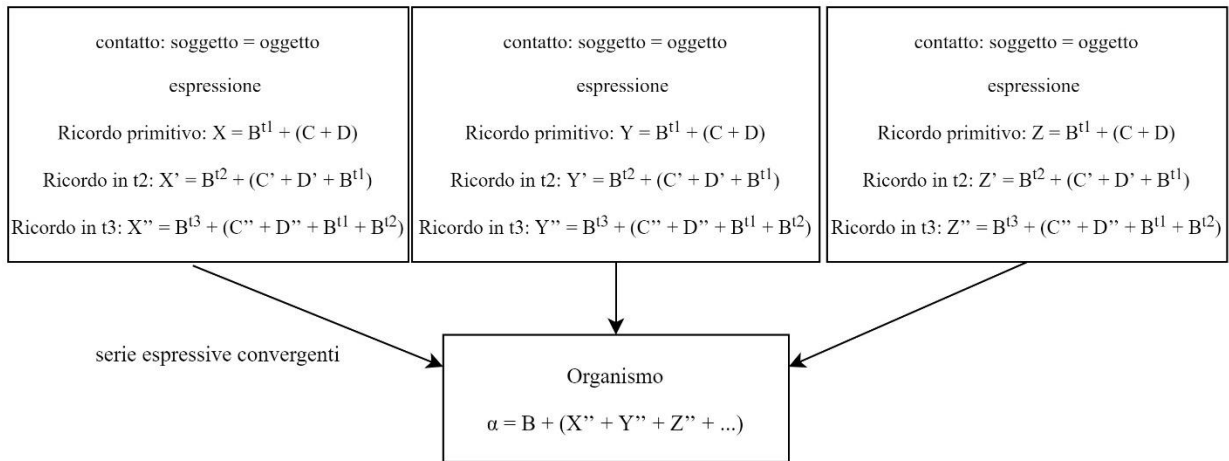 contatto: soggetto = oggetto
espressione
Ricordo primitivo: X = B^t1 + (C + D)
Ricordo in t2: X’ = B^t2 + (C’ + D’ + B^t1)
Ricordo in t3: X’’ = B^t3 + (C’’ + D’’ + B^t1 + B^t2)
contatto: soggetto = oggetto
espressione
Ricordo primitivo: Y = B^t1 + (C + D)
Ricordo in t2: Y’ = B^t2 + (C’ + D’ + B^t1)
Ricordo in t3: Y’’ = B^t3 + (C’’ + D’’ + B^t1 + B^t2)
contatto: soggetto = oggetto
espressione
Ricordo primitivo: Z = B^t1 + (C + D)
Ricordo in t2: Z’ = B^t2 + (C’ + D’ + B^t1)
Ricordo in t3: Z’’ = B^t3 + (C’’ + D’’ + B^t1 + B^t2)
serie espressive convergenti
Organismo
α = B + (X’’ + Y’’ + Z’’ + ...)